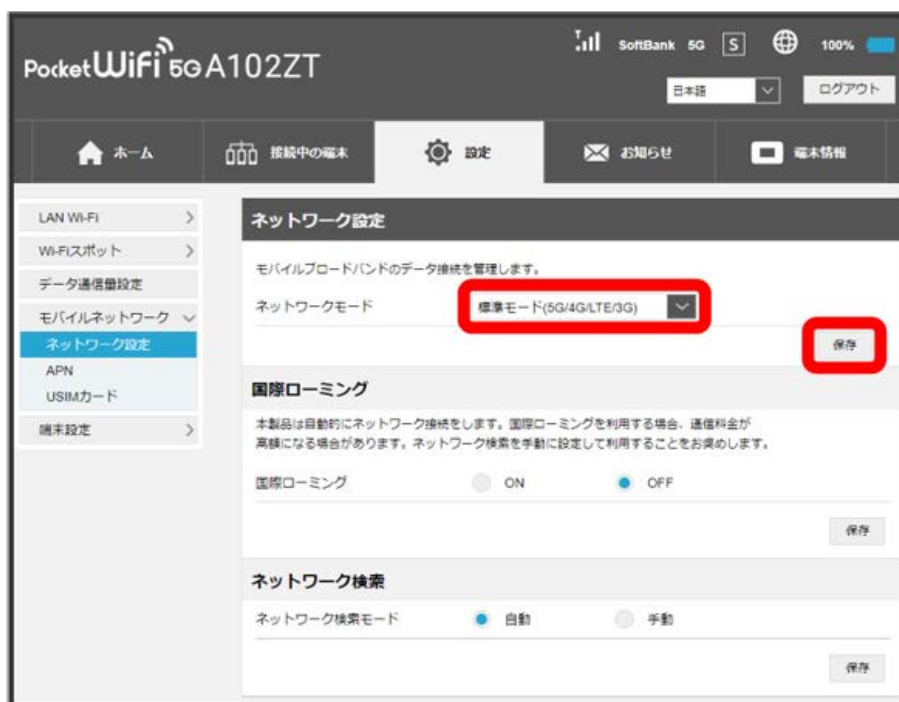 SoftBank 5G S 100%
Pocket WiFi 5G A102ZT
日本語 ログアウト
ホーム 接続中の端末 設定 お知らせ 端末情報
LAN Wi-Fi
Wi-Fiスポット
データ通信量設定
モバイルネットワーク
ネットワーク設定
APN
USIMカード
端末設定
ネットワーク設定
モバイルブロードバンドのデータ接続を管理します。
ネットワークモード 標準モード(5G/4G/LTE/3G)
保存
国際ローミング
本製品は自動的にネットワーク接続をします。国際ローミングを利用する場合、通信料金が
高額になる場合があります。ネットワーク検索を手動に設定して利用することをお奨めします。
国際ローミング ON OFF
保存
ネットワーク検索
ネットワーク検索モード 自動 手動
保存